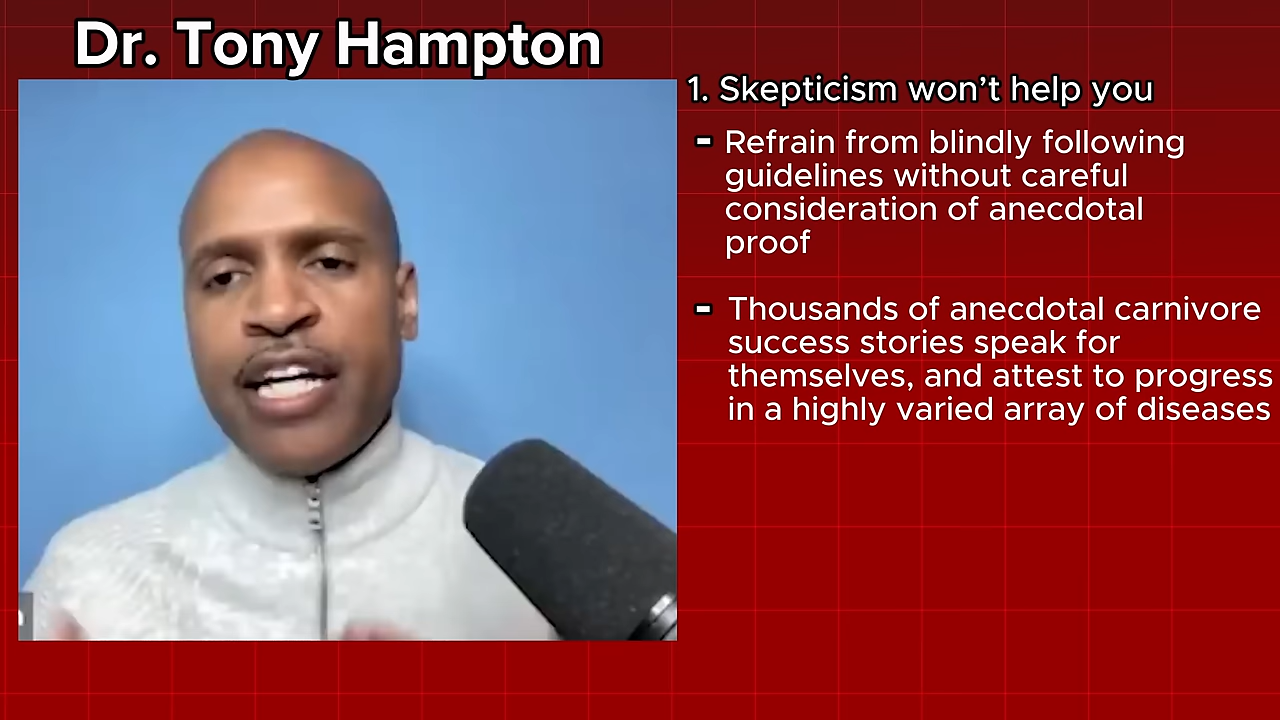 Dr. Tony Hampton
1. Skepticism won’t help you
- Refrain from blindly following
guidelines without careful
consideration of anecdotal
proof
- Thousands of anecdotal carnivore
success stories speak for
themselves, and attest to progress
in a highly varied array of diseases